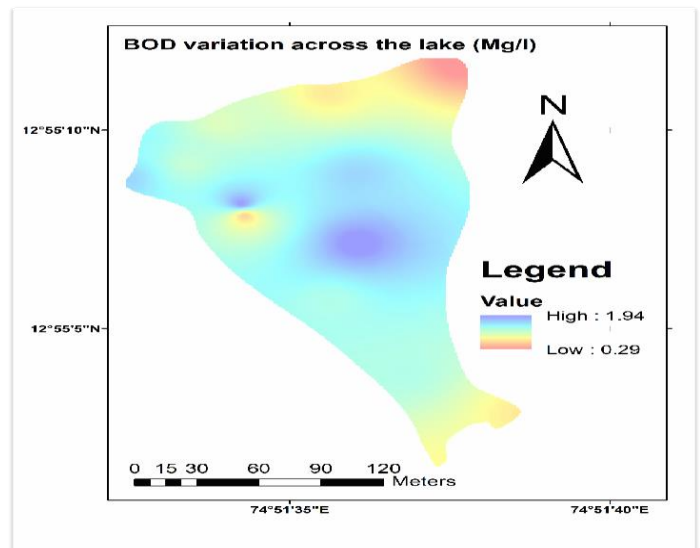 BOD variation across the lake (Mg/l)
N
12°55'10"N
Legend
Value
High : 1.94
Low : 0.29
12°55'5"N
0 15 30 60 90 120
Meters
74°51'35"E 74°51'40"E